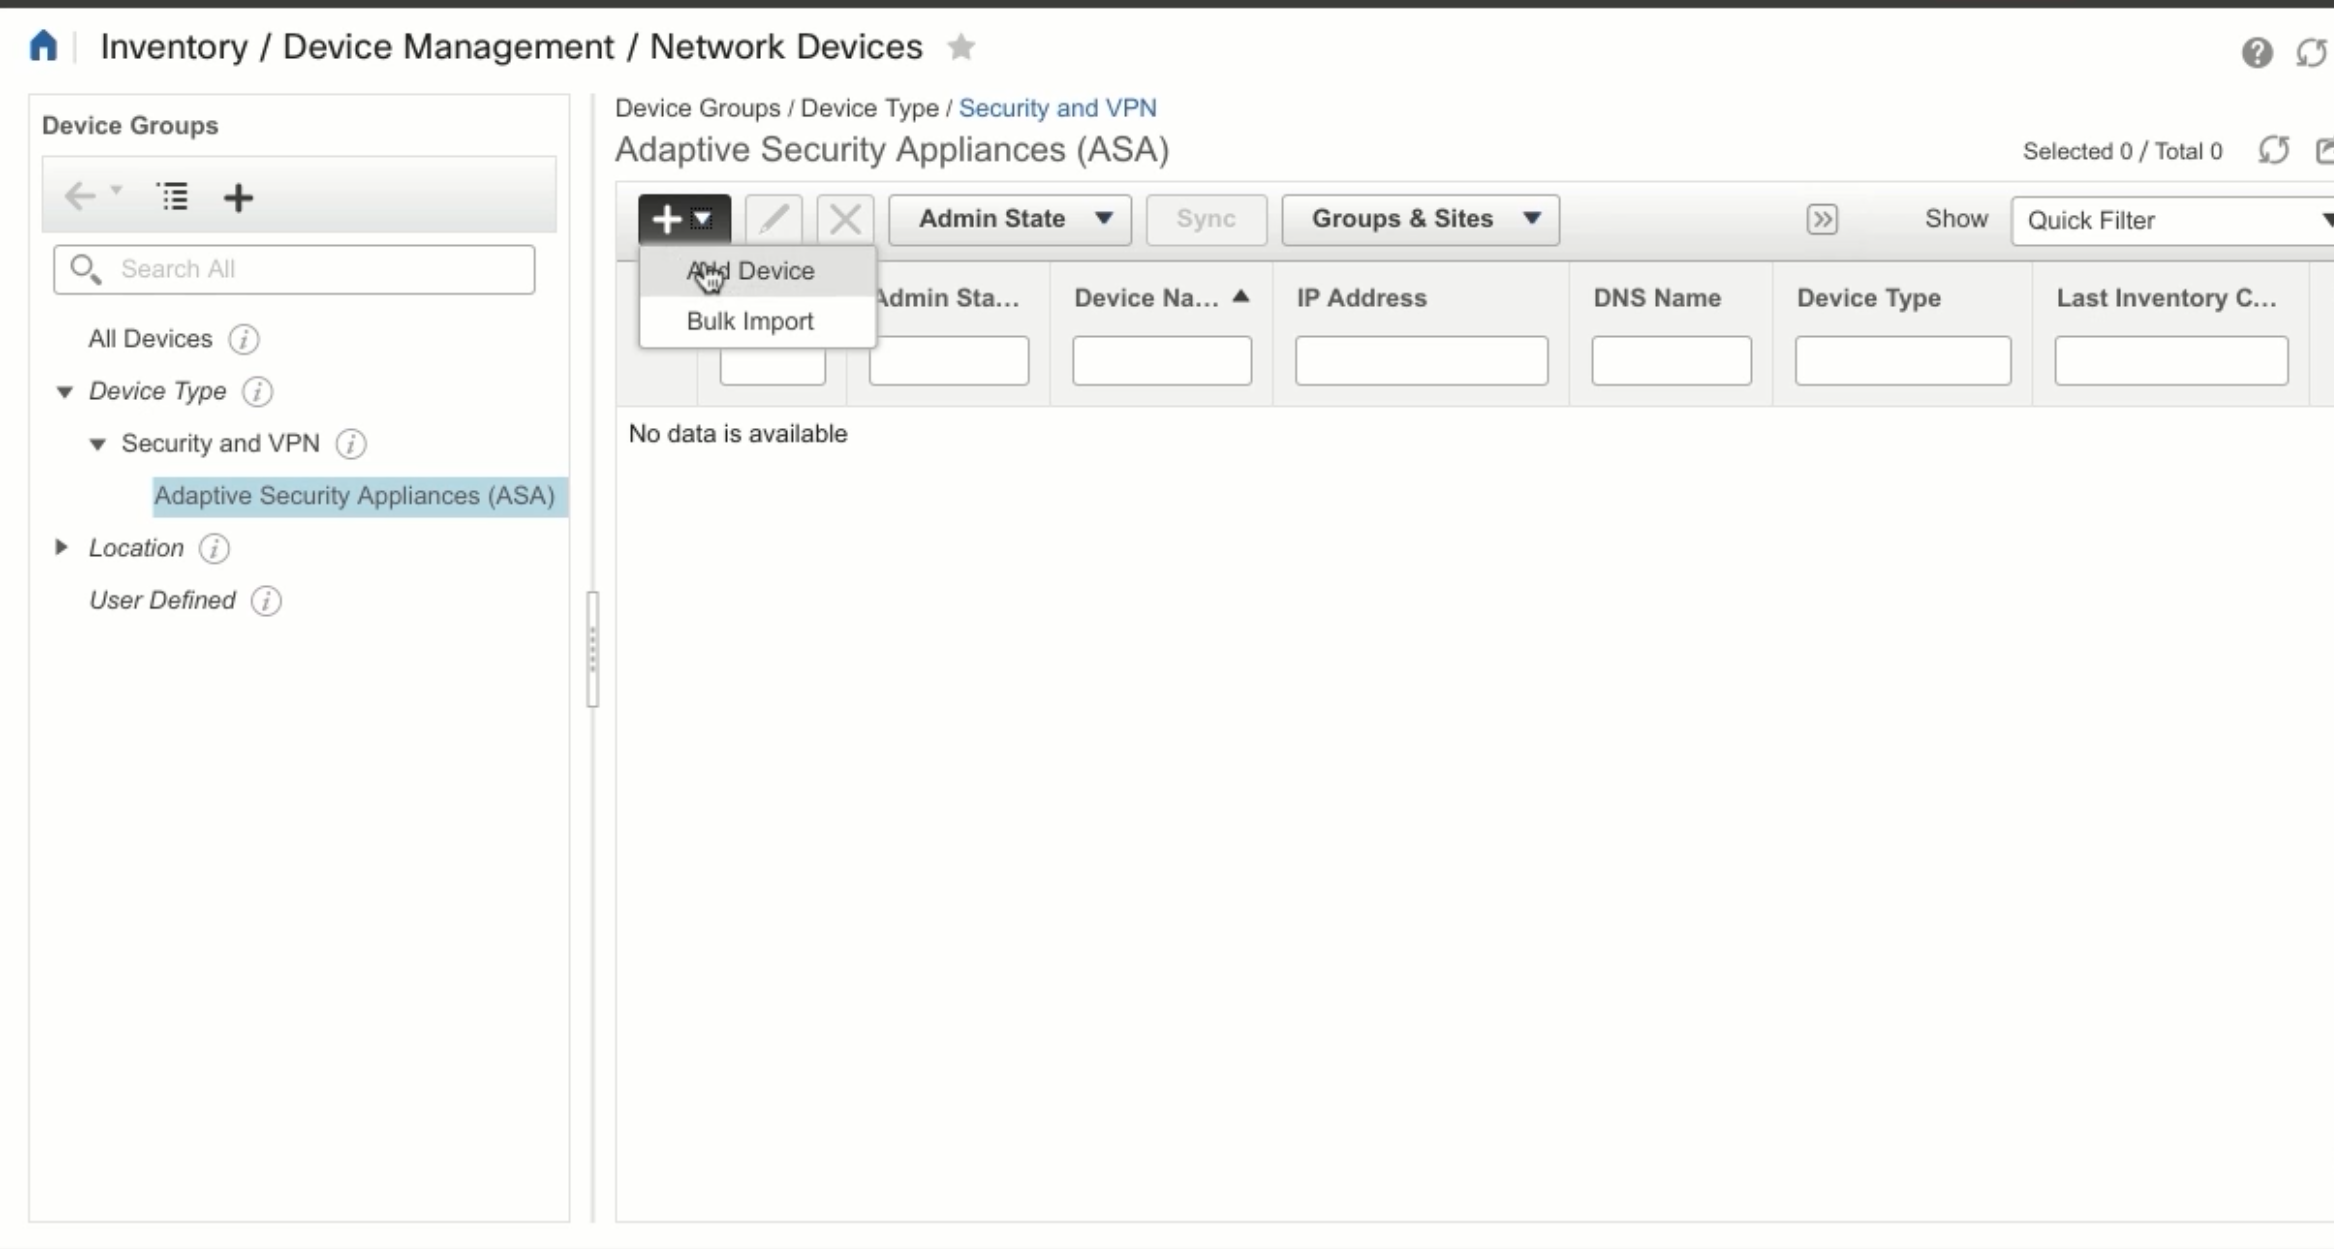 Inventory / Device Management / Network Devices
Device Groups
Search All
All Devices
Device Type
Security and VPN
Adaptive Security Appliances (ASA)
Location
User Defined
Device Groups / Device Type / Security and VPN
Adaptive Security Appliances (ASA)
Selected 0 / Total 0
Admin State
Sync
Groups & Sites
Show
Quick Filter
Add Device
Bulk Import
Admin Sta...
Device Na...
IP Address
DNS Name
Device Type
Last Inventory C...
No data is available